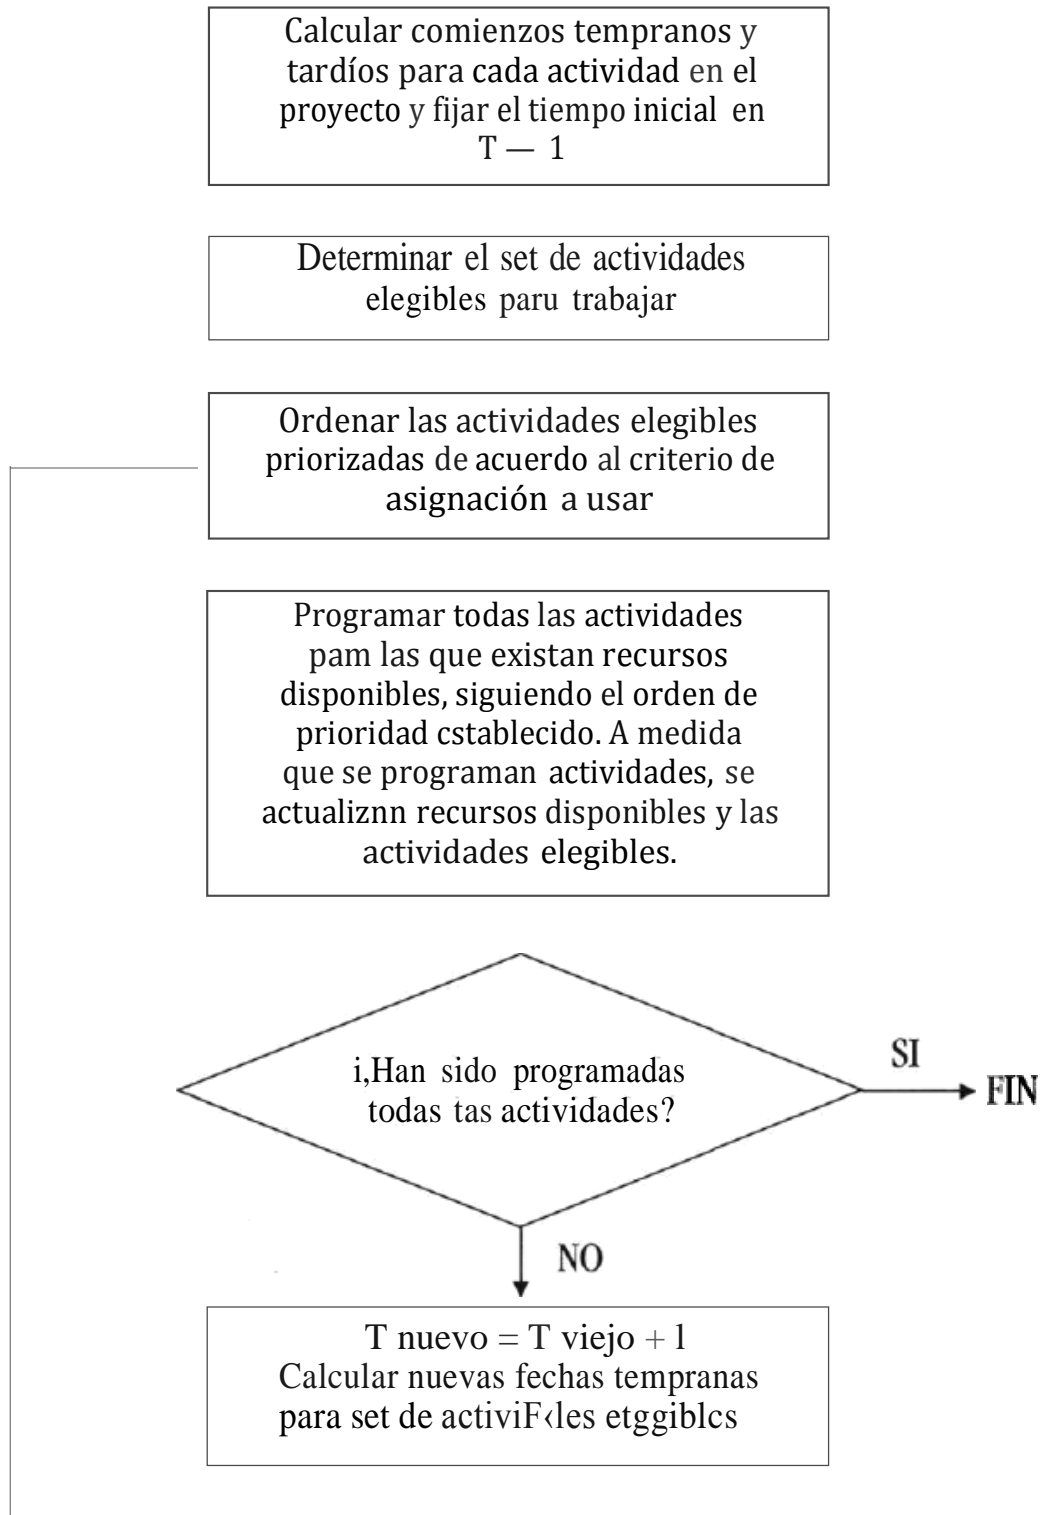 Calcular comienzos tempranos y
tardíos para cada actividad en el
proyecto y fijar el tiempo inicial en
T — 1
Determinar el set de actividades
elegibles paru trabajar
Ordenar las actividades elegibles
priorizadas de acuerdo al criterio de
asignación a usar
Programar todas las actividades
pam las que existan recursos
disponibles, siguiendo el orden de
prioridad cstablecido. A medida
que se programan actividades, se
actualiznn recursos disponibles y las
actividades elegibles.
i,Han sido programadas
todas tas actividades?
SI
FIN
NO
T nuevo = T viejo + l
Calcular nuevas fechas tempranas
para set de activiF‹les etggiblcs